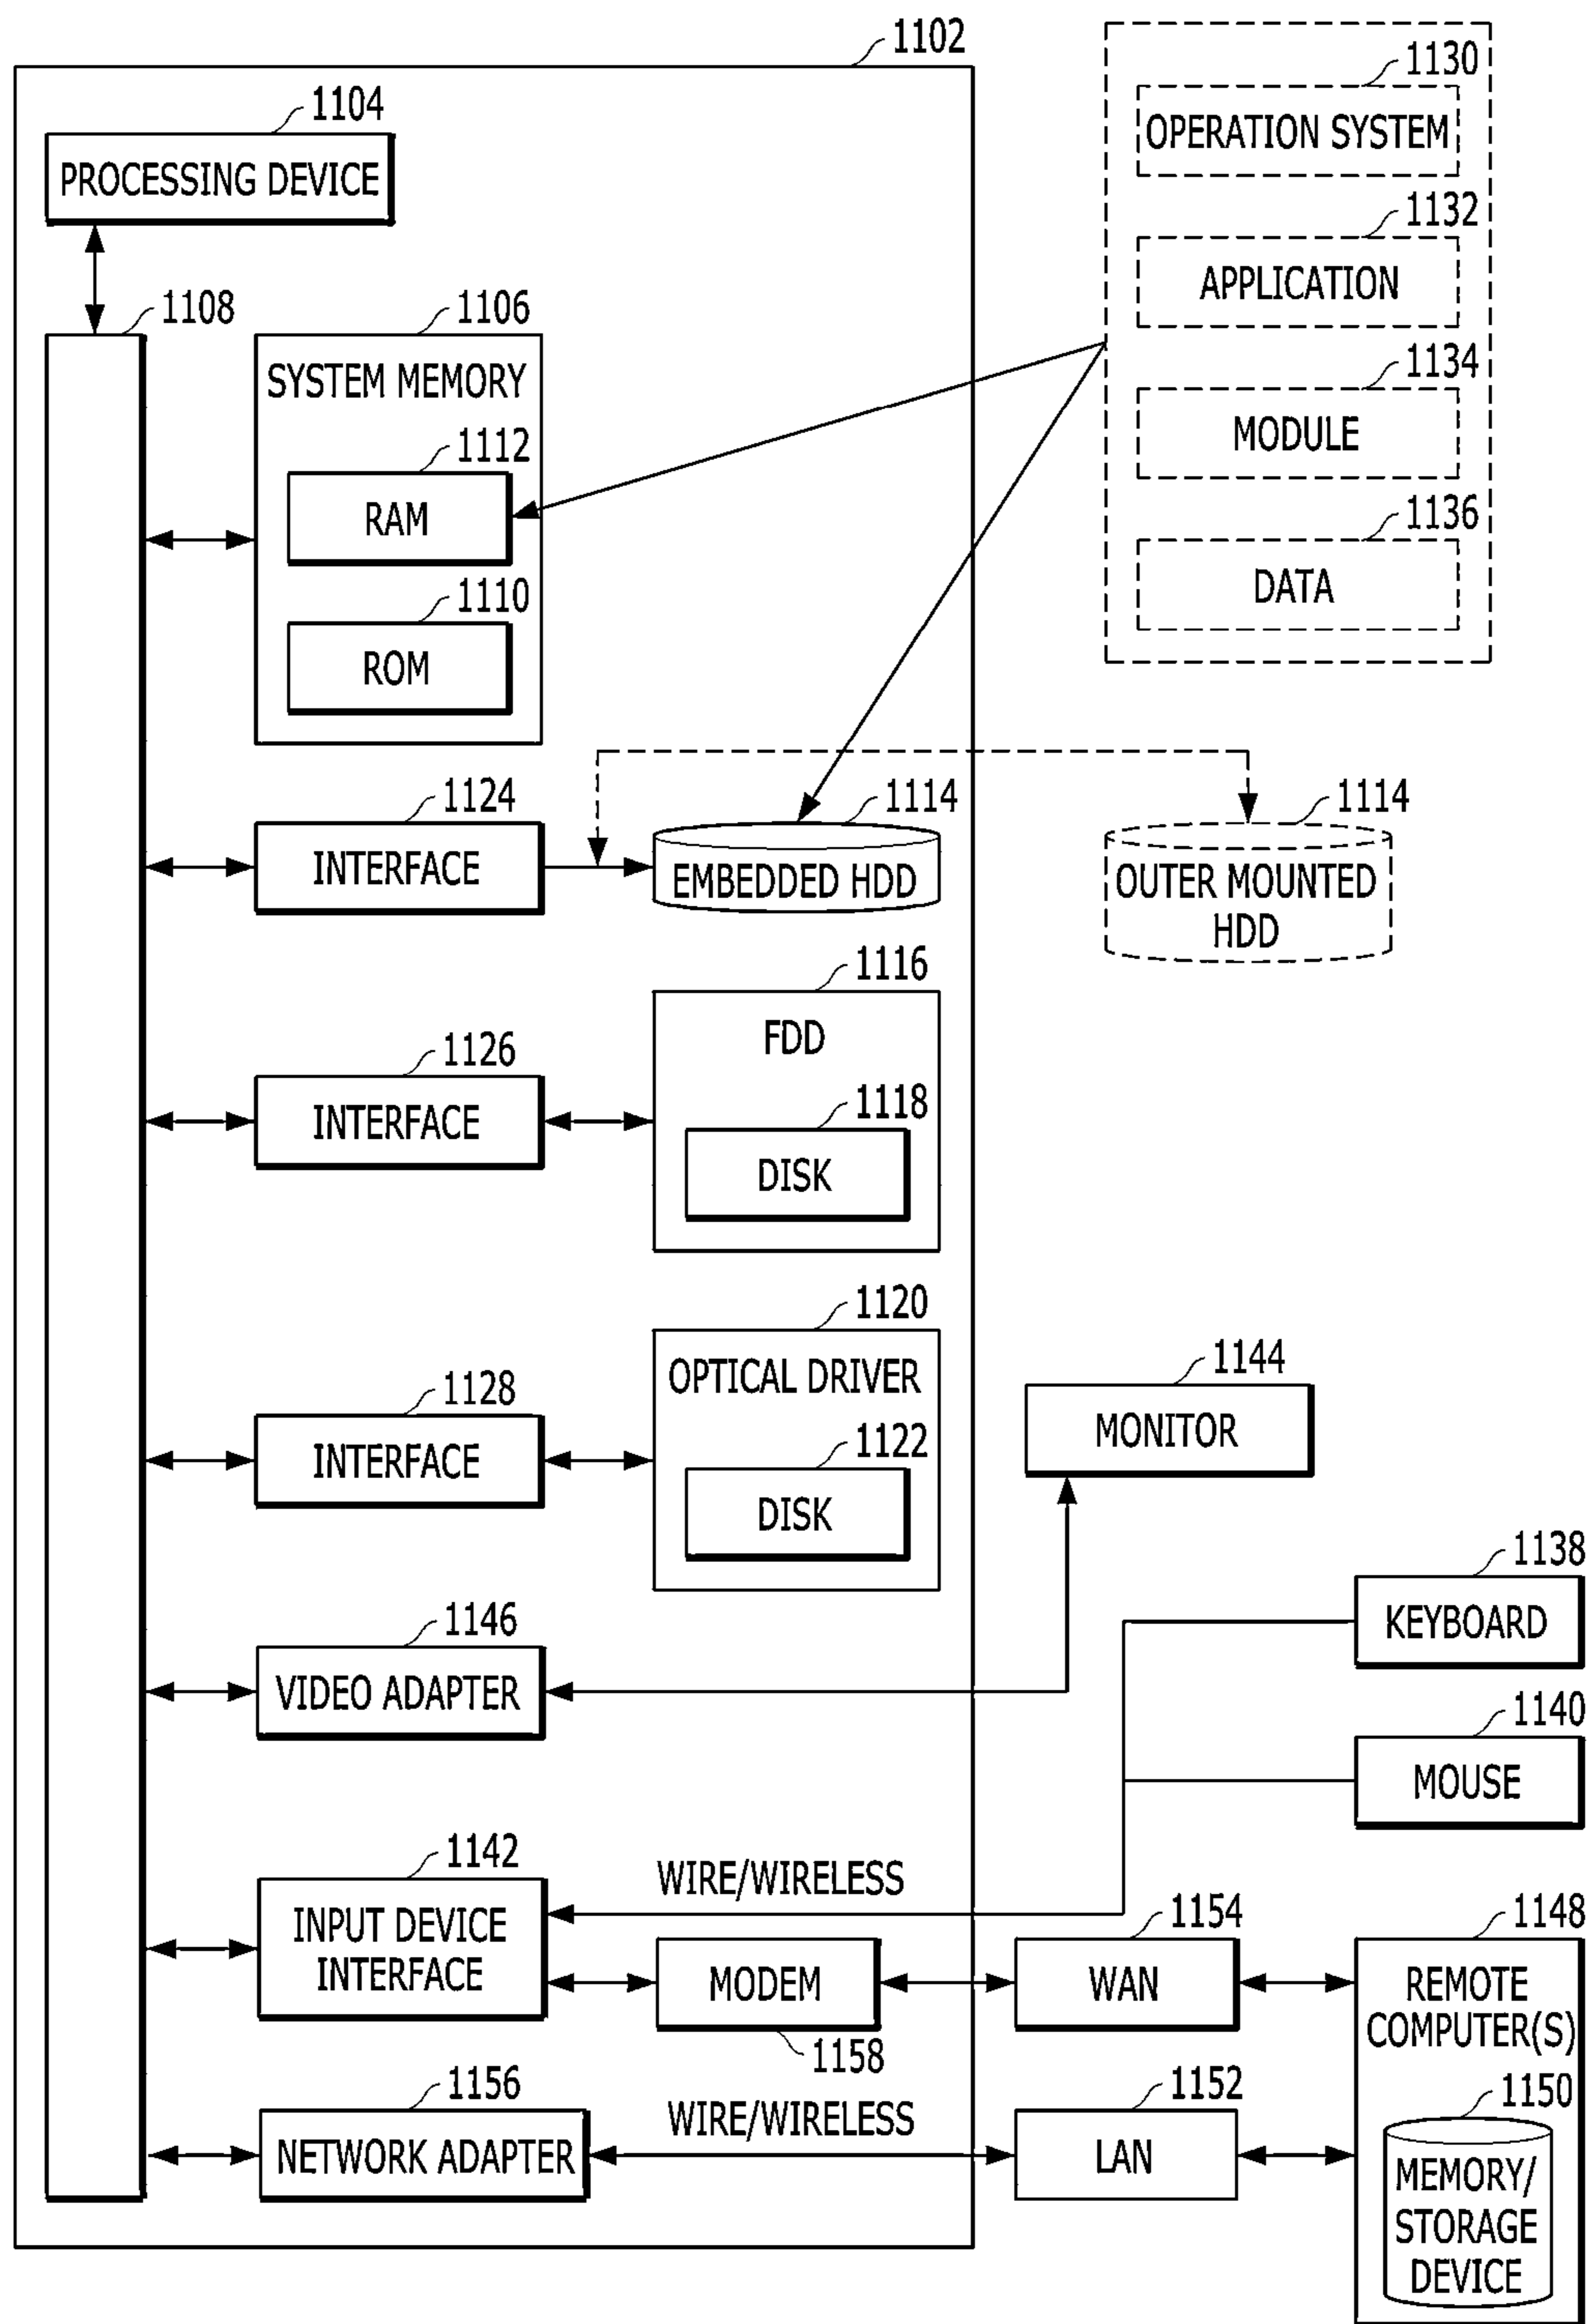 1102
1104
PROCESSING DEVICE
1108
1106
SYSTEM MEMORY
1112
RAM
1110
ROM
1130
OPERATION SYSTEM
1132
APPLICATION
1134
MODULE
1136
DATA
1124
INTERFACE
1114
EMBEDDED HDD
1114
OUTER MOUNTED
HDD
1116
FDD
1126
INTERFACE
1118
DISK
1120
OPTICAL DRIVER
1128
INTERFACE
1122
DISK
1144
MONITOR
1138
KEYBOARD
1146
VIDEO ADAPTER
1140
MOUSE
1142
INPUT DEVICE
INTERFACE
WIRE/WIRELESS
MODEM
1158
1154
WAN
1148
REMOTE
COMPUTER(S)
1150
MEMORY/
STORAGE
DEVICE
1156
NETWORK ADAPTER
WIRE/WIRELESS
1152
LAN